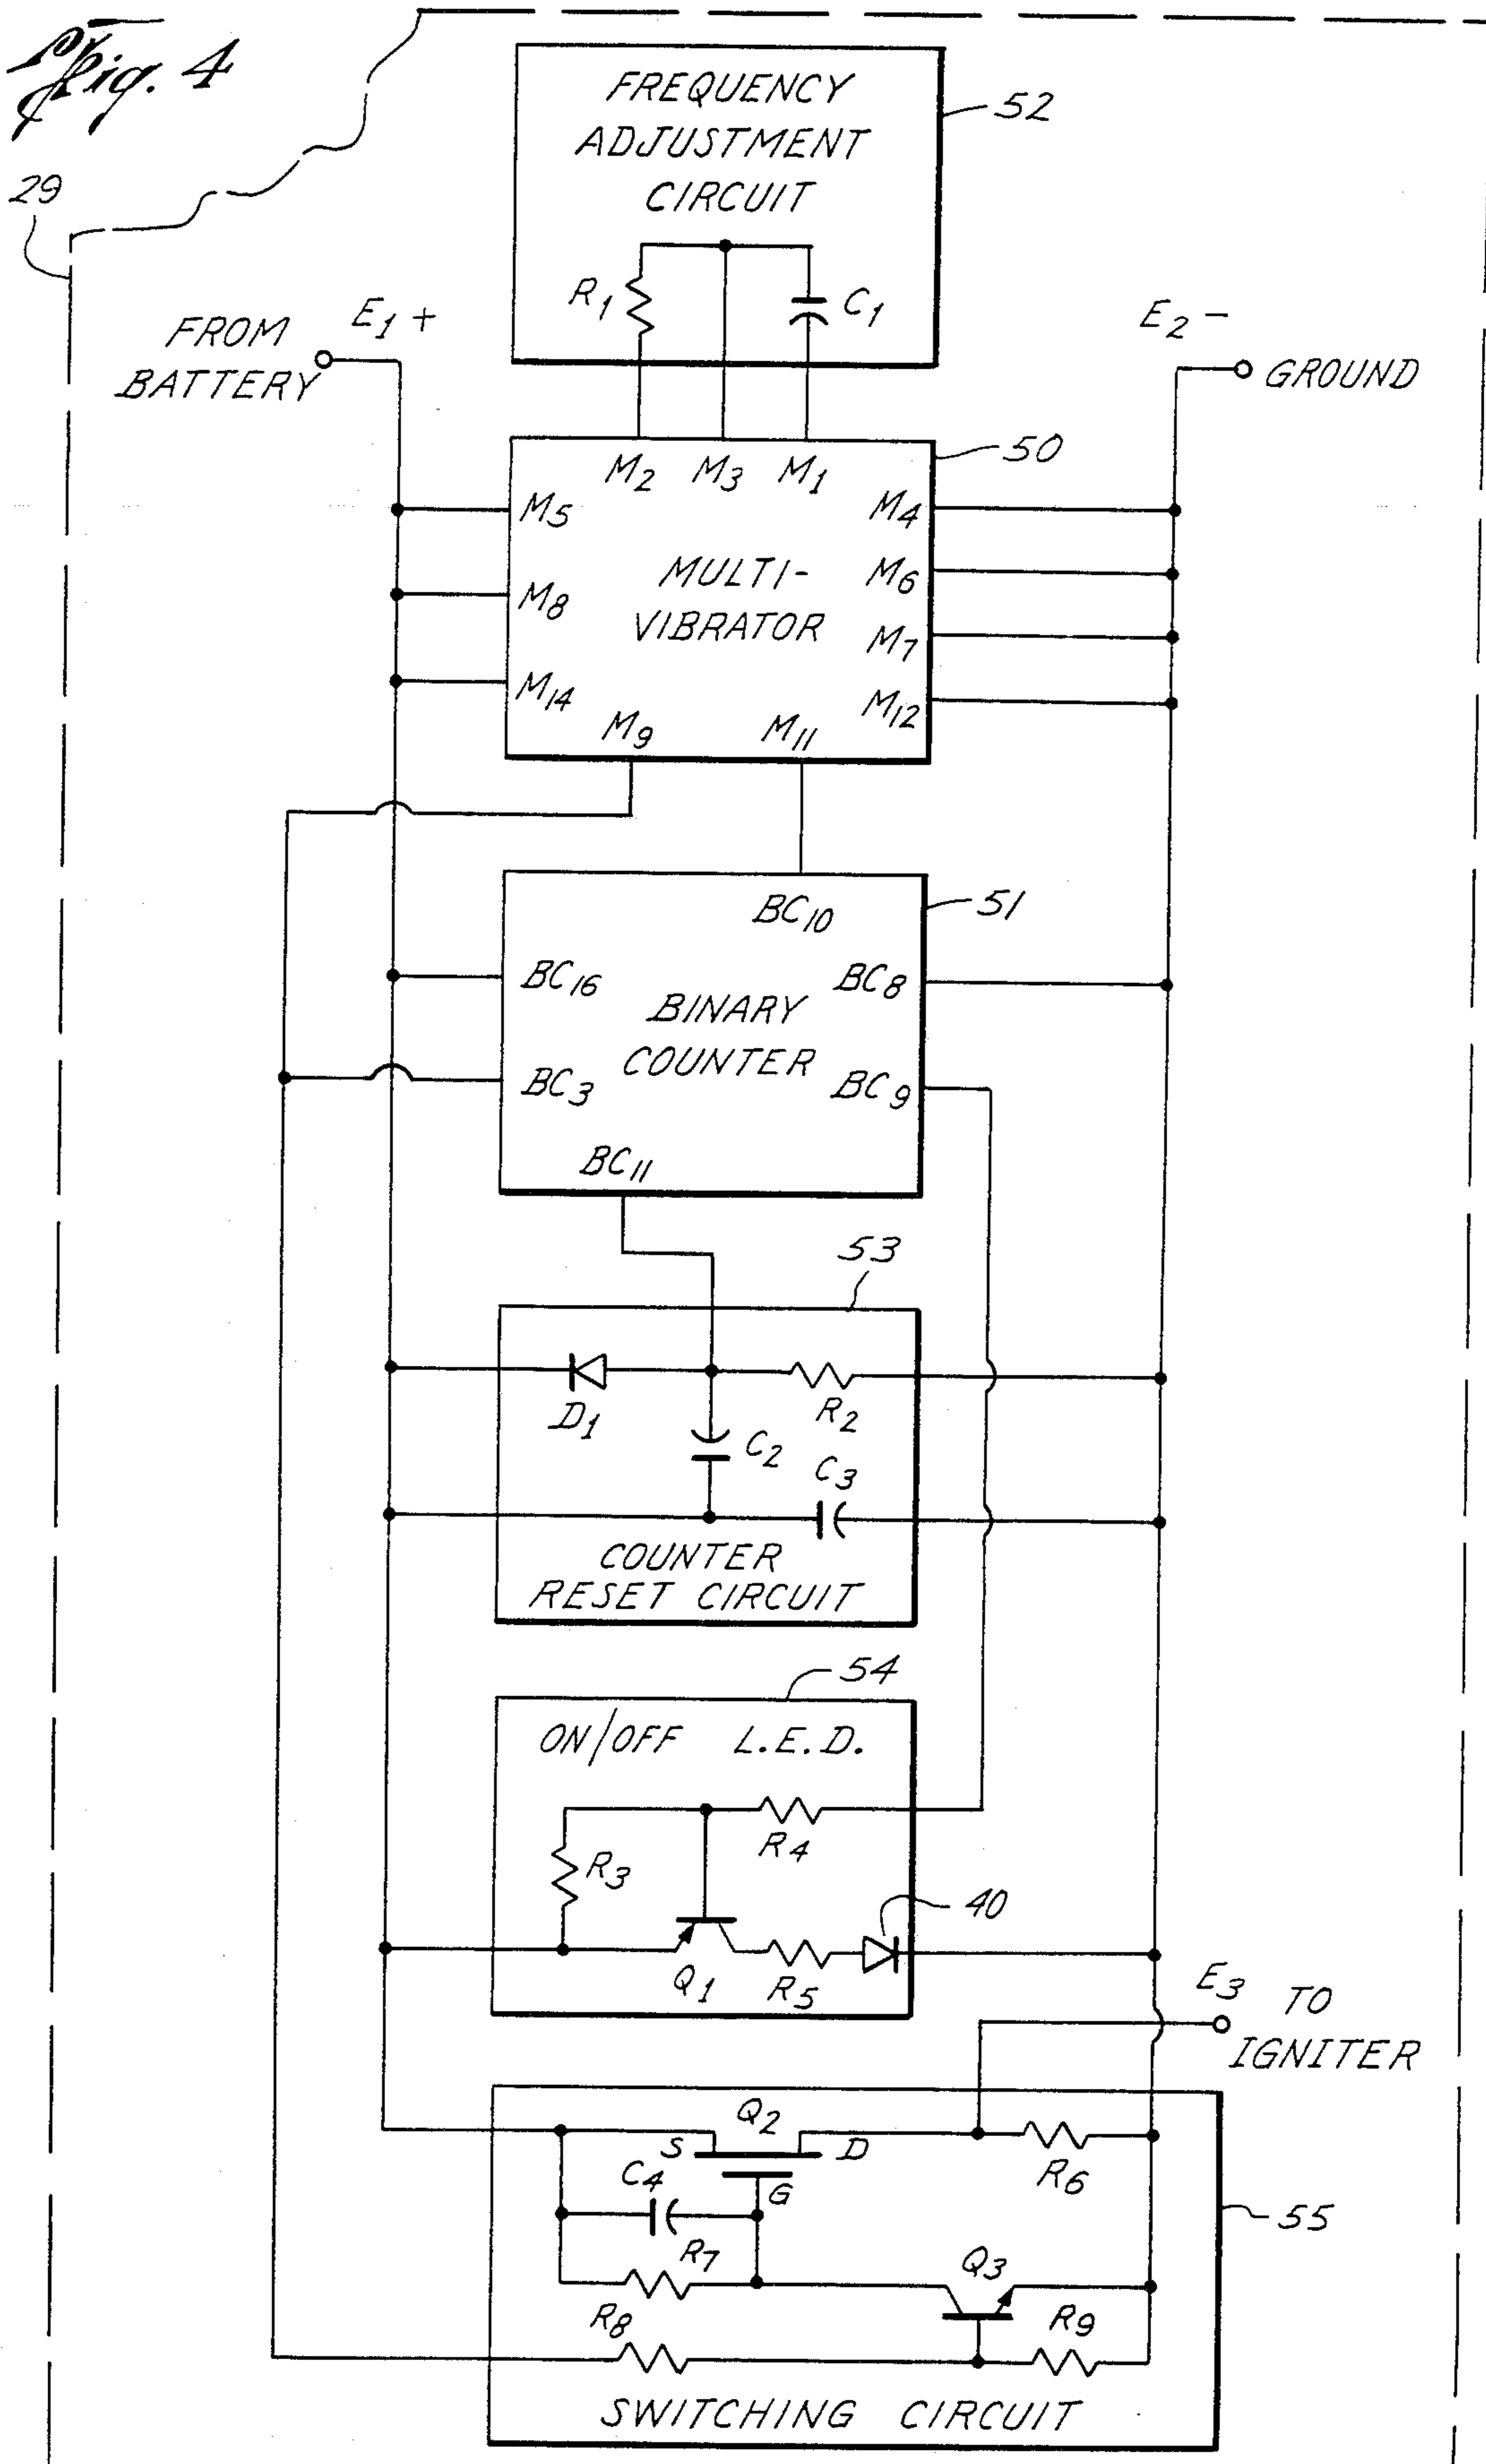 Fig. 4
29
FREQUENCY
ADJUSTMENT
CIRCUIT
52
R1
C1
FROM
BATTERY
E1 +
E2 -
GROUND
50
M2 M3 M1
M5
M8
M14
MULTI-
VIBRATOR
M4
M6
M7
M12
M9
M11
51
BC10
BC16
BC8
BINARY
COUNTER
BC3
BC9
BC11
53
D1
R2
C2
C3
COUNTER
RESET CIRCUIT
54
ON/OFF L.E.D.
R4
R3
40
Q1
R5
E3 TO
IGNITER
Q2
S
D
R6
C4
G
55
R7
Q3
R8
R9
SWITCHING CIRCUIT